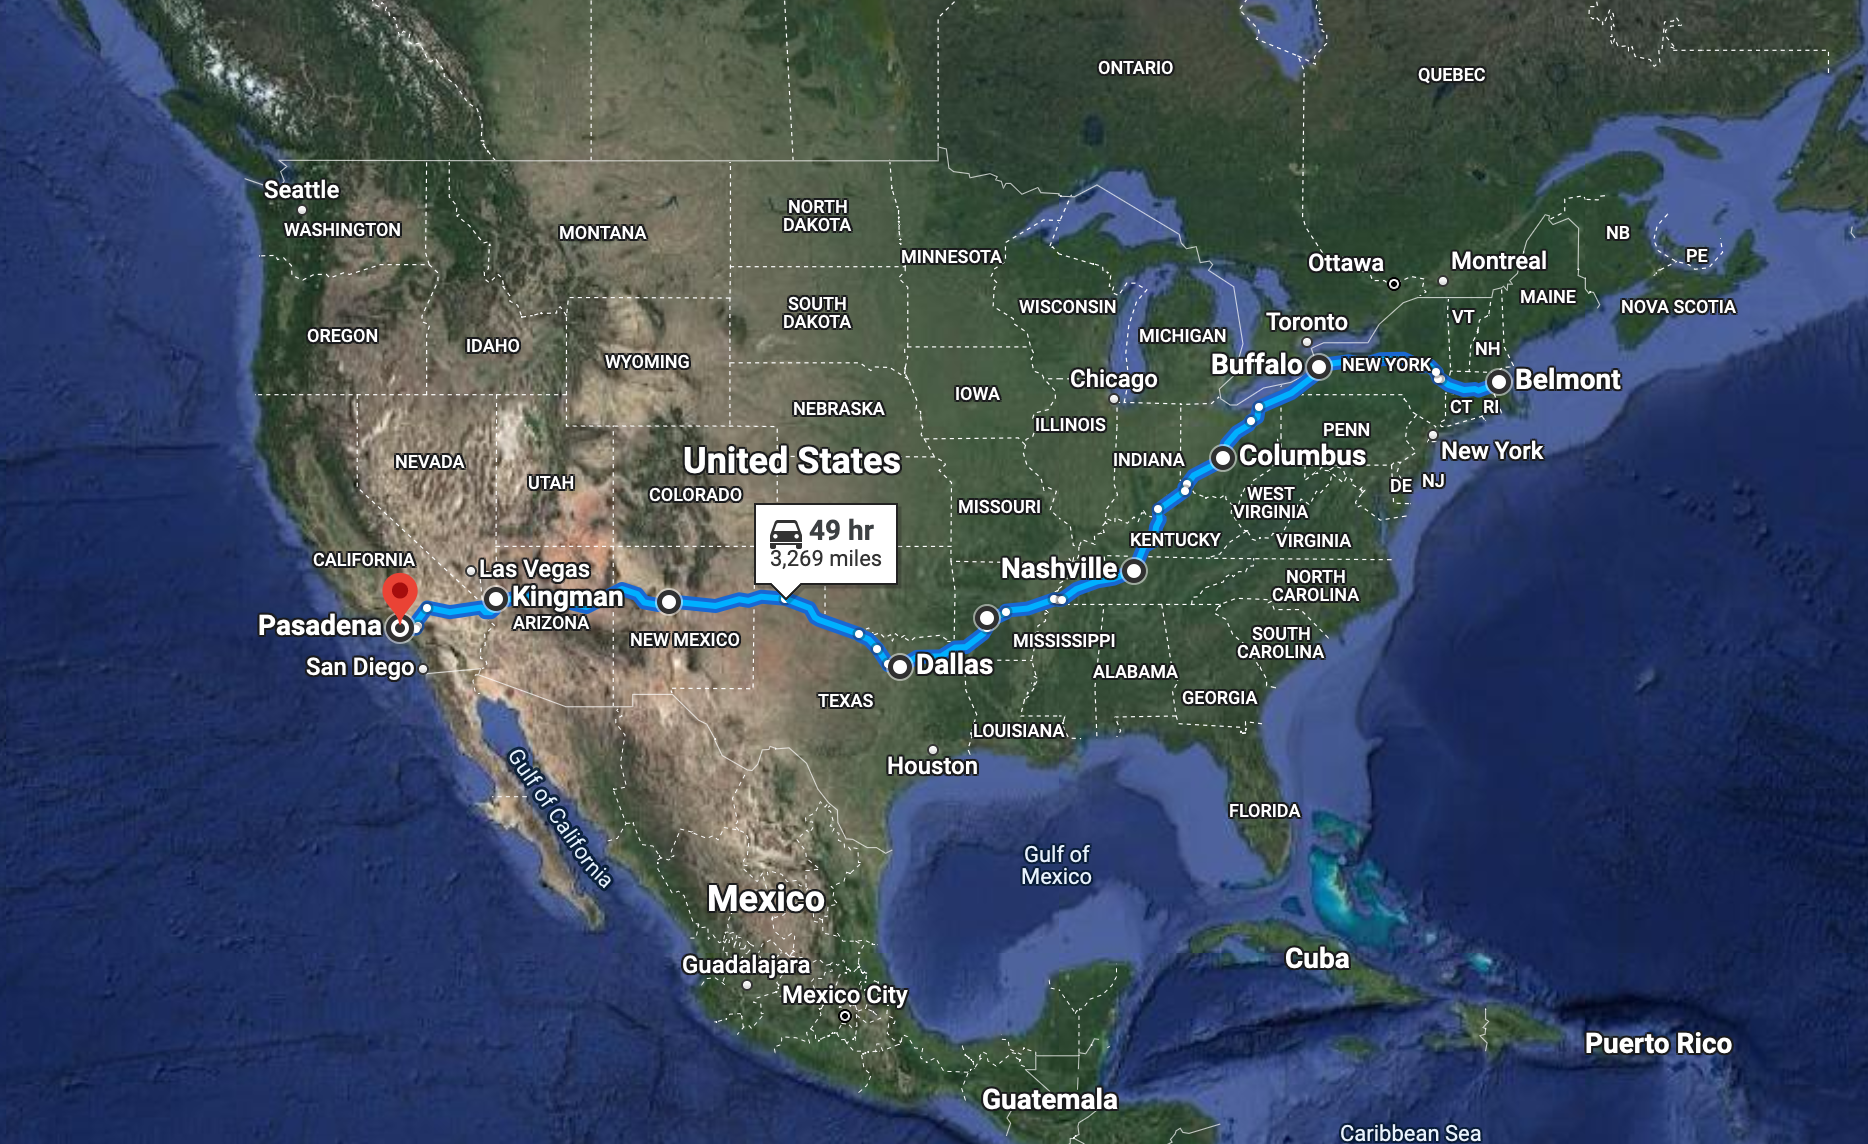 ONTARIO
QUEBEC
Seattle
WASHINGTON
MONTANA
NORTH
DAKOTA
MINNESOTA
NB
PE
Ottawa
Montreal
MAINE
NOVA SCOTIA
OREGON
IDAHO
SOUTH
DAKOTA
WISCONSIN
MICHIGAN
Toronto
VT
NH
WYOMING
Buffalo
NEW YORK
Belmont
Chicago
IOWA
NEBRASKA
CT
RI
ILLINOIS
PENN
NEVADA
United States
INDIANA
Columbus
New York
UTAH
COLORADO
DE
NJ
MISSOURI
WEST
VIRGINIA
49 hr
3,269 miles
KENTUCKY
VIRGINIA
CALIFORNIA
Las Vegas
Nashville
NORTH
CAROLINA
Kingman
ARIZONA
Pasadena
NEW MEXICO
MISSISSIPPI
SOUTH
CAROLINA
San Diego
Dallas
ALABAMA
TEXAS
GEORGIA
LOUISIANA
Houston
Gulf of California
FLORIDA
Gulf of
Mexico
Mexico
Guadalajara
Mexico City
Cuba
Puerto Rico
Guatemala
Caribbean Sea